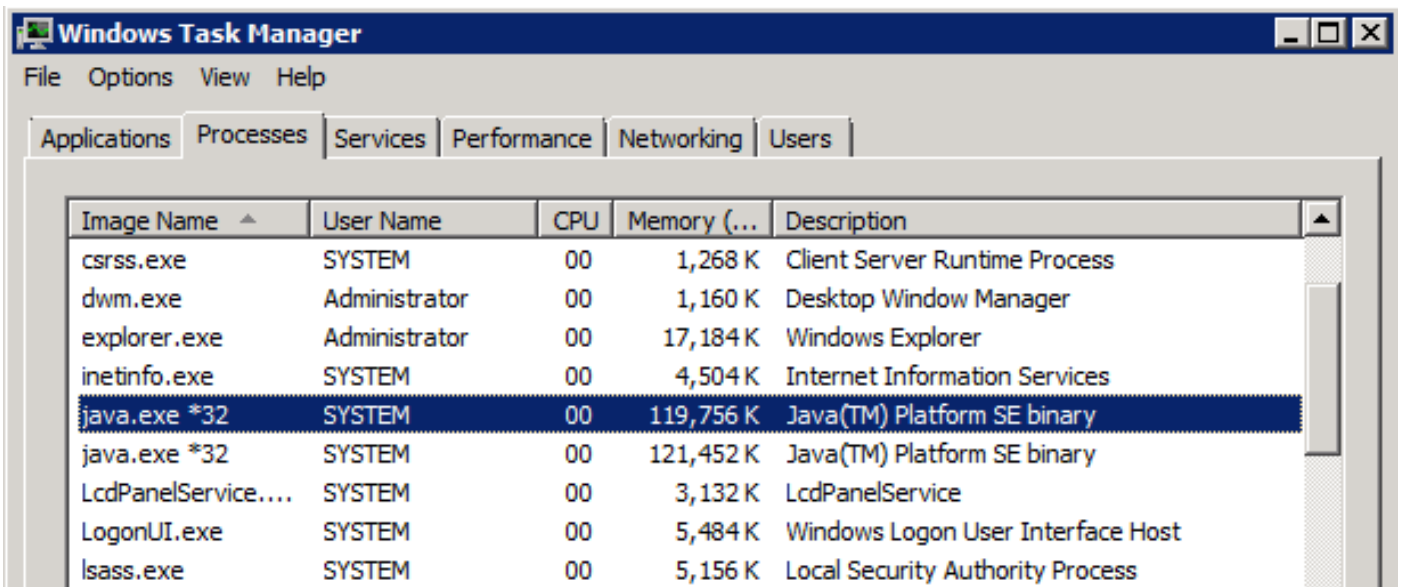 Windows Task Manager
File Options View Help
Applications Processes Services Performance Networking Users
Image Name User Name CPU Memory (... Description
csrss.exe SYSTEM 00 1,268 K Client Server Runtime Process
dwm.exe Administrator 00 1,160 K Desktop Window Manager
explorer.exe Administrator 00 17,184 K Windows Explorer
inetinfo.exe SYSTEM 00 4,504 K Internet Information Services
java.exe *32 SYSTEM 00 119,756 K Java(TM) Platform SE binary
java.exe *32 SYSTEM 00 121,452 K Java(TM) Platform SE binary
LcdPanelService.... SYSTEM 00 3,132 K LcdPanelService
LogonUI.exe SYSTEM 00 5,484 K Windows Logon User Interface Host
lsass.exe SYSTEM 00 5,156 K Local Security Authority Process